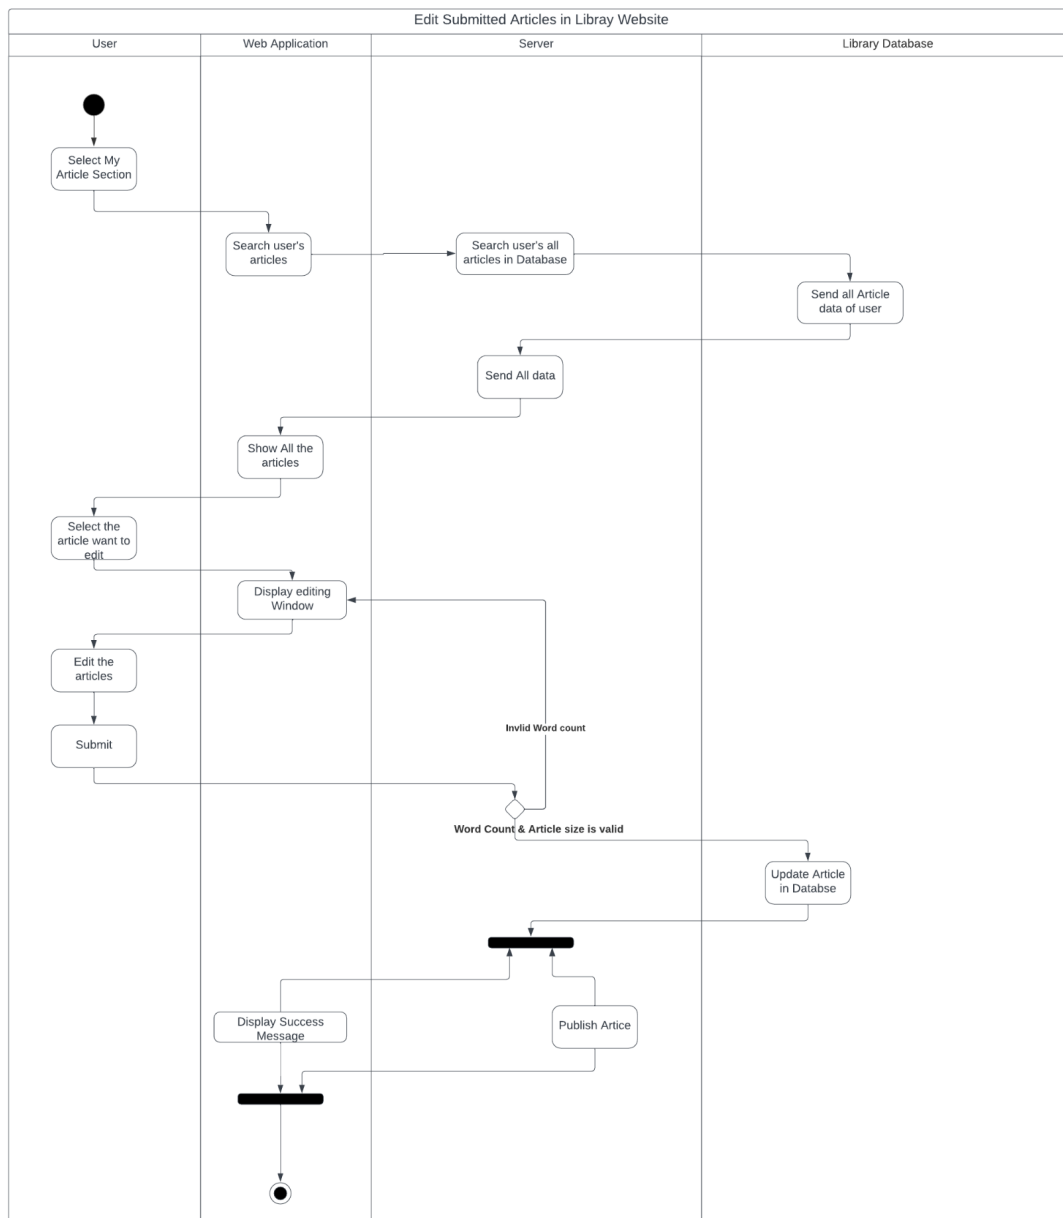 Edit Submitted Articles in Libray Website
User
Web Application
Server
Library Database
Select My
Article Section
Search user's
articles
Search user's all
articles in Database
Send all Article
data of user
Send All data
Show All the
articles
Select the
article want to
edit
Display editing
Window
Edit the
articles
Invlid Word count
Submit
Word Count & Article size is valid
Update Article
in Databse
Display Success
Message
Publish Artice